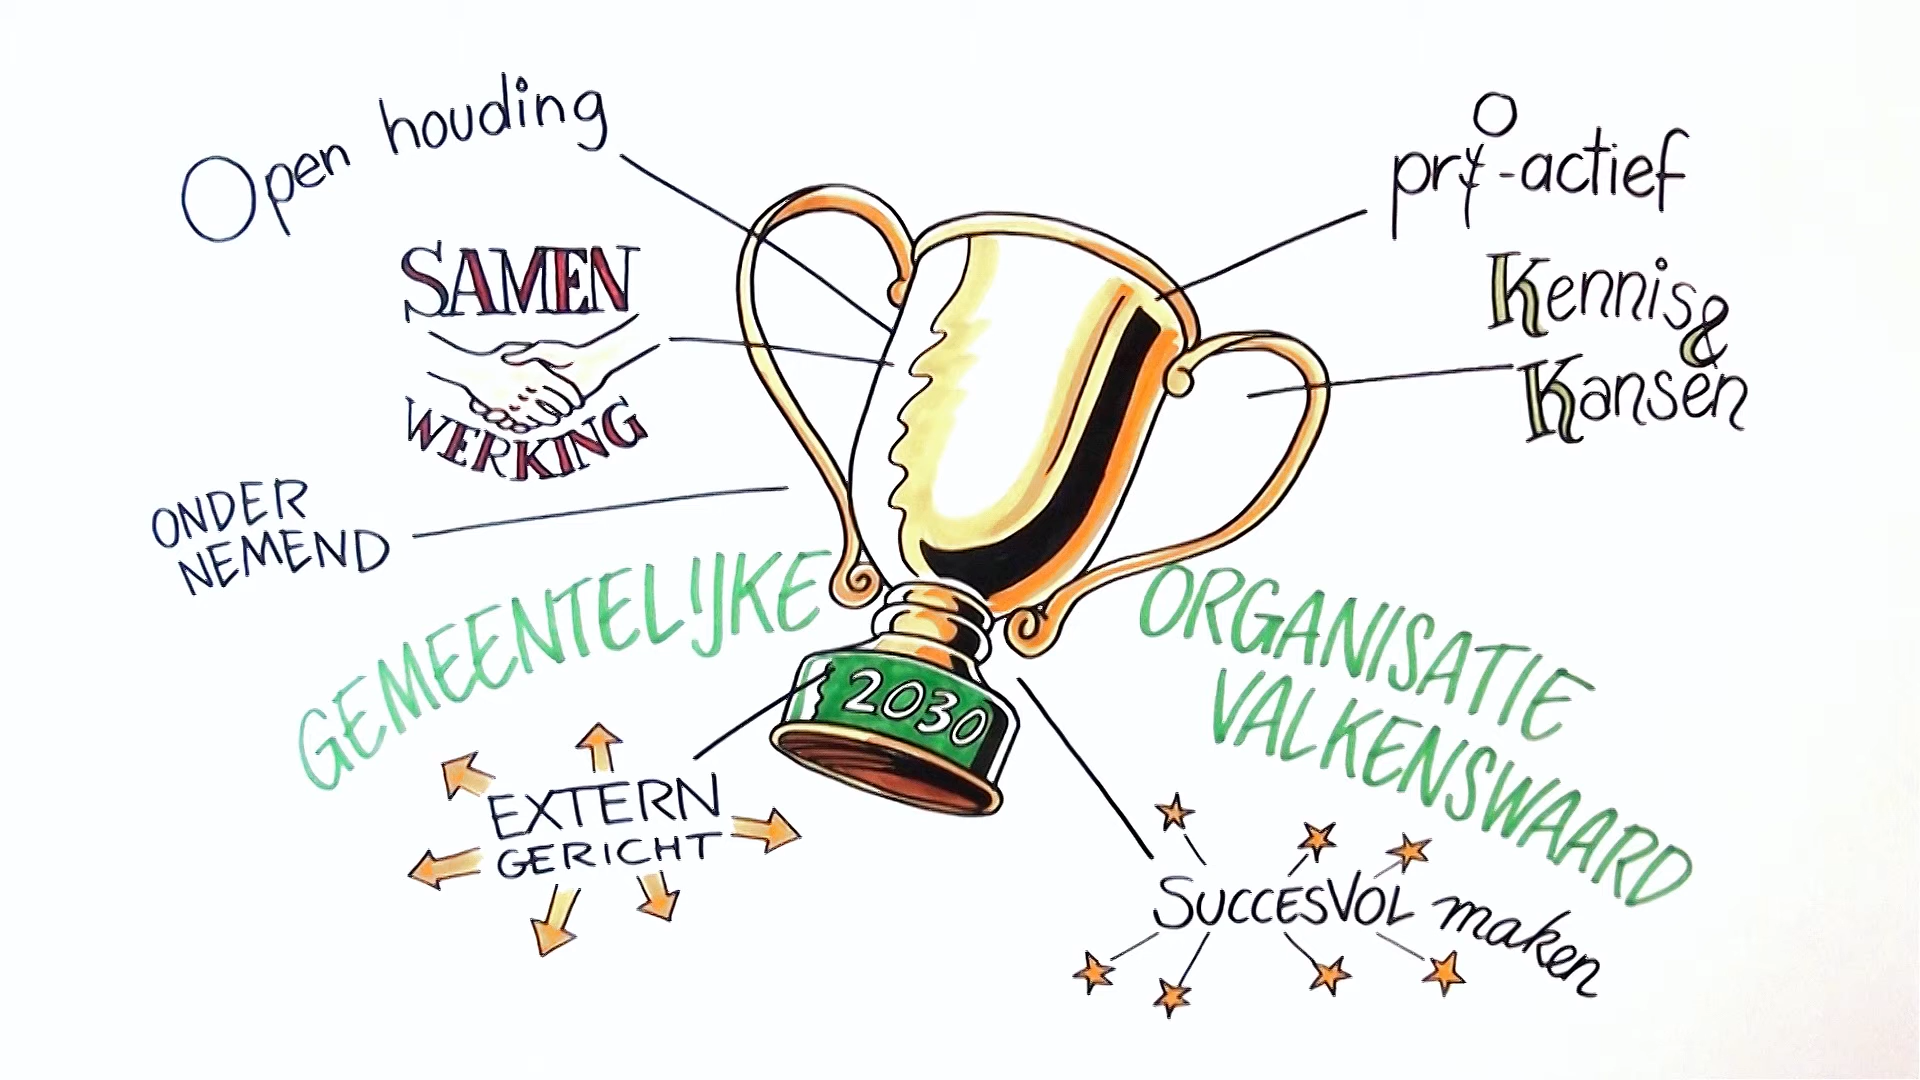 Open houding
SAMEN
WERKING
ONDER
NEMEND
pro-actief
Kennis &
Kansen
GEMEENTELIJKE
ORGANISATIE
VALKENSWAARD
2030
EXTERN
GERICHT
SUCCESVOL maken